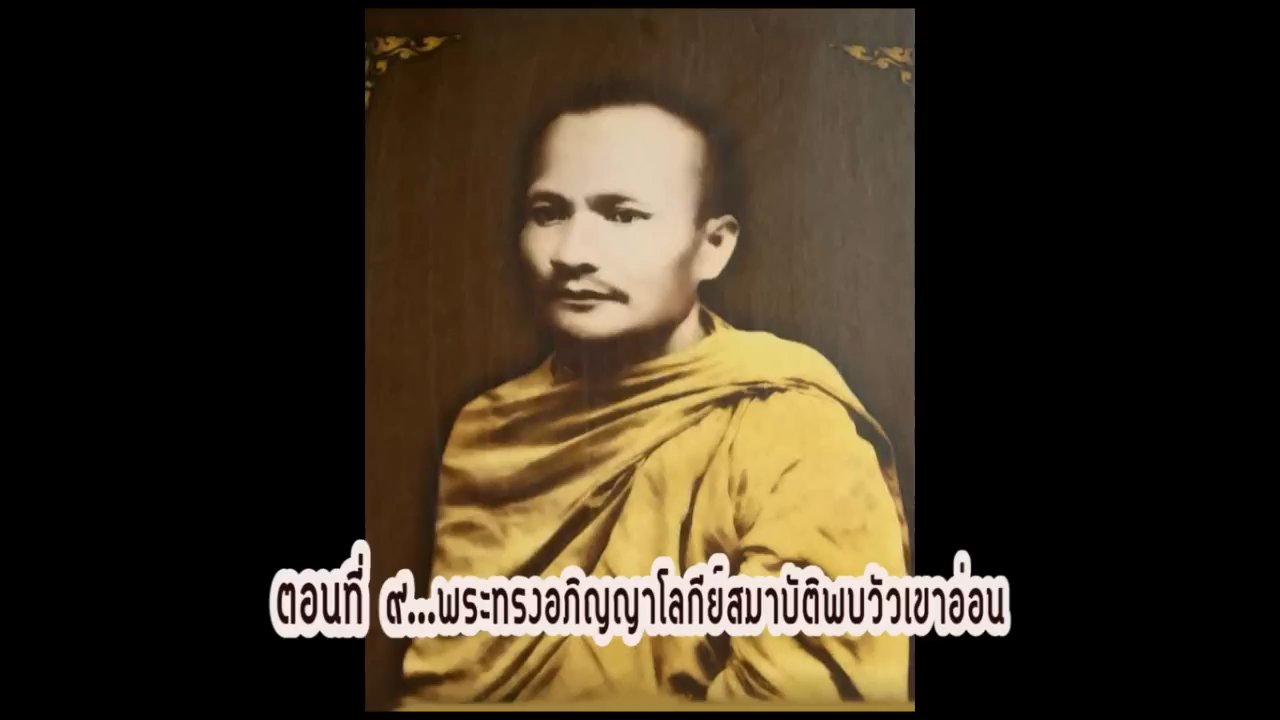 ตอนที่ ๙...พระทรงอภิญญาโลกีย์สมาบัติพบวัวเขาอ่อน